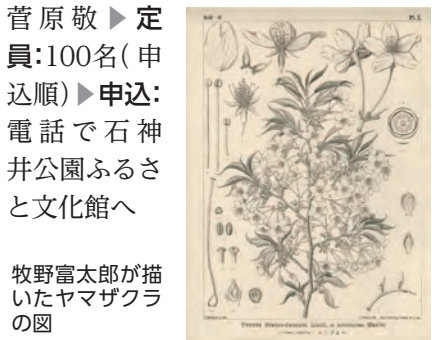 菅原敬▶定
員:100名(申
込順)▶申込:
電話で石神
井公園ふるさ
と文化館へ
牧野富太郎が描
いたヤマザクラ
の図